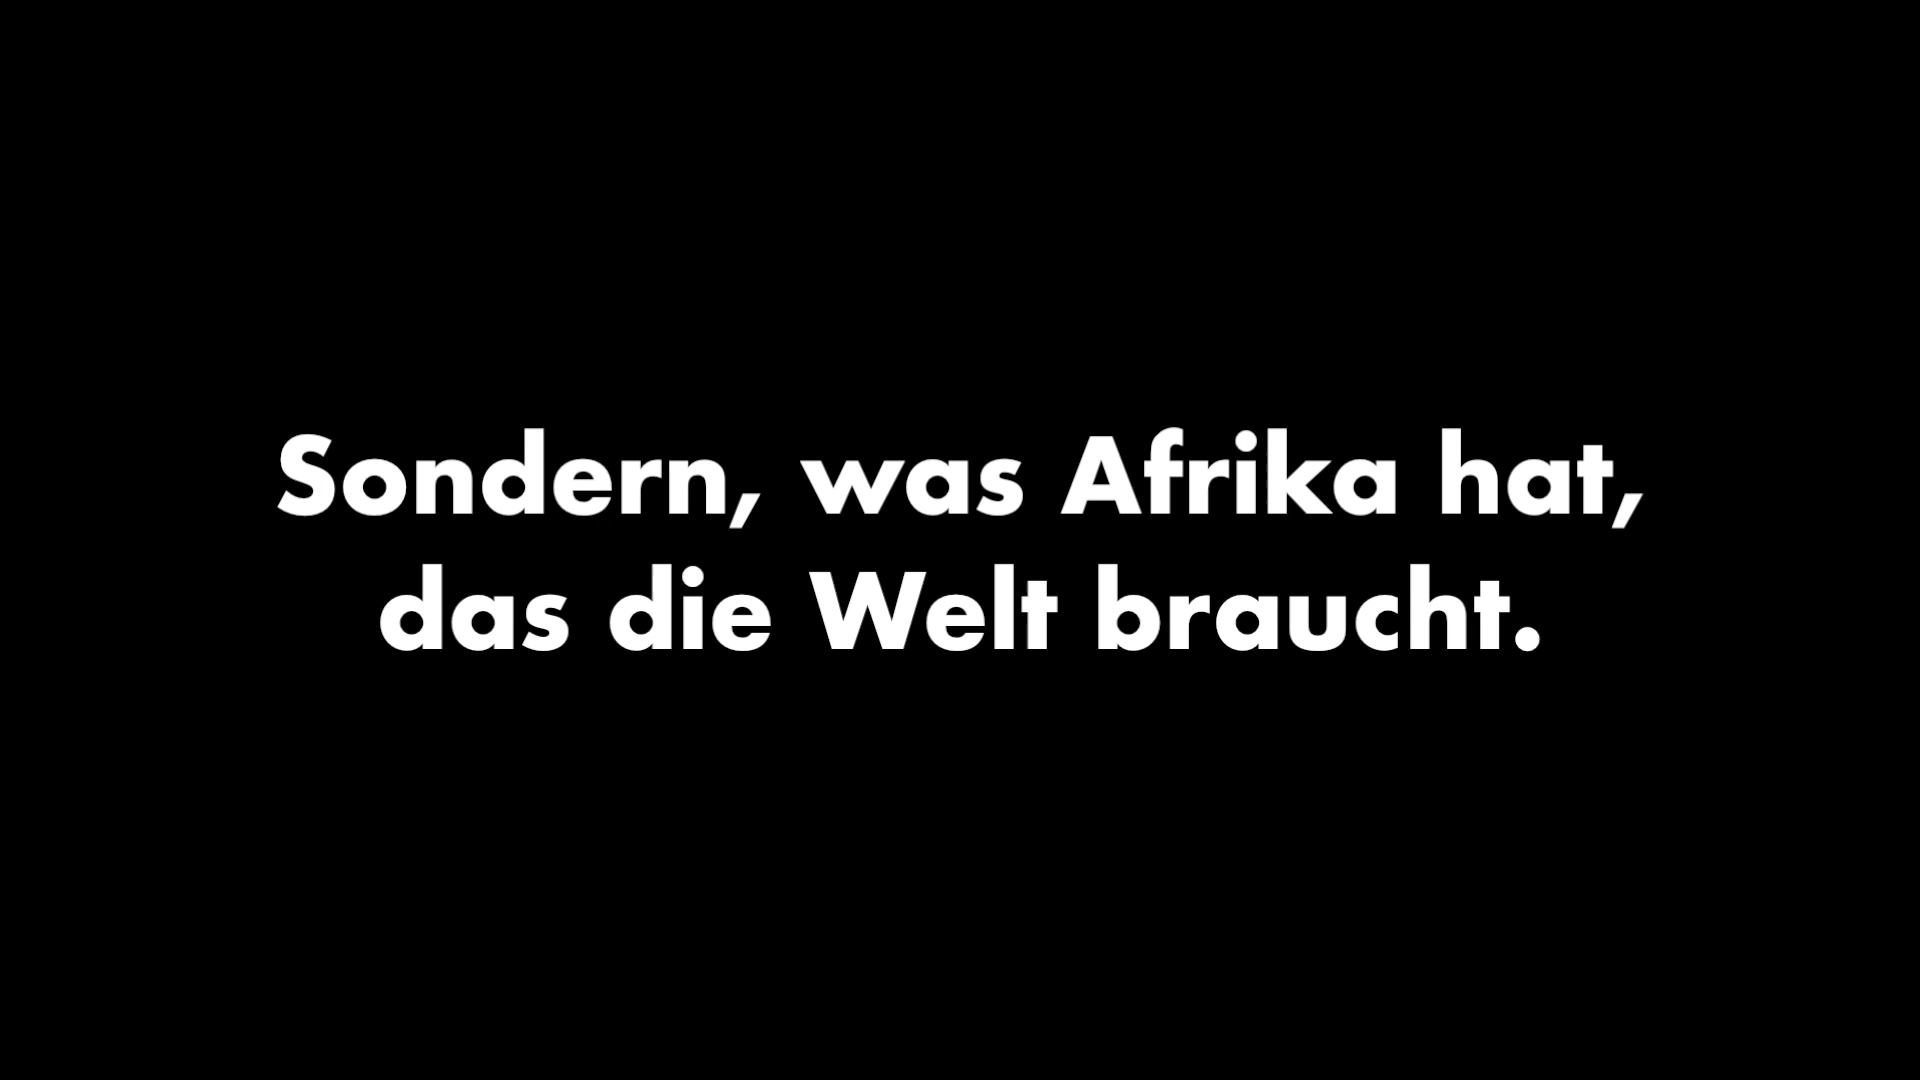 Sondern, was Afrika hat,
das die Welt braucht.